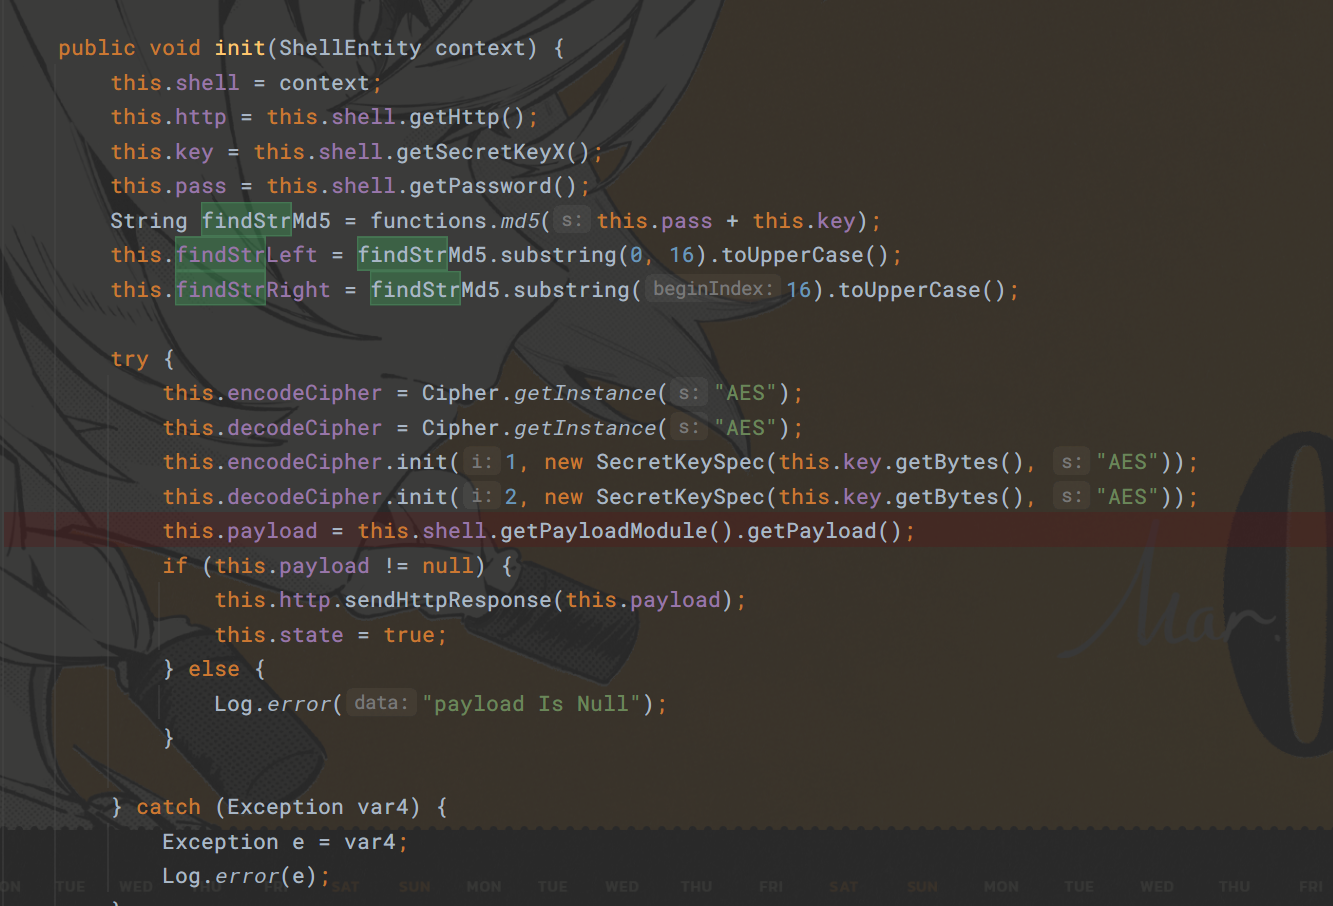 public void init(ShellEntity context) {
this.shell = context;
this.http = this.shell.getHttp();
this.key = this.shell.getSecretKeyX();
this.pass = this.shell.getPassword();
String findStrMd5 = functions.md5( s: this.pass + this.key);
this.findStrLeft = findStrMd5.substring(0, 16).toUpperCase();
this.findStrRight = findStrMd5.substring( beginIndex: 16).toUpperCase();
try {
this.encodeCipher = Cipher.getInstance( s: "AES");
this.decodeCipher = Cipher.getInstance( s: "AES");
this.encodeCipher.init( i: 1, new SecretKeySpec(this.key.getBytes(), s: "AES"));
this.decodeCipher.init( i: 2, new SecretKeySpec(this.key.getBytes(), s: "AES"));
this.payload = this.shell.getPayloadModule().getPayload();
if (this.payload != null) {
this.http.sendHttpResponse(this.payload);
this.state = true;
} else {
Log.error( data: "payload Is Null");
}
} catch (Exception var4) {
Exception e = var4;
Log.error(e);
Mar.
0
TUE WED THU FRI SAT SUN MON TUE WED THU FRI SAT SUN MON TUE WED THU FRI